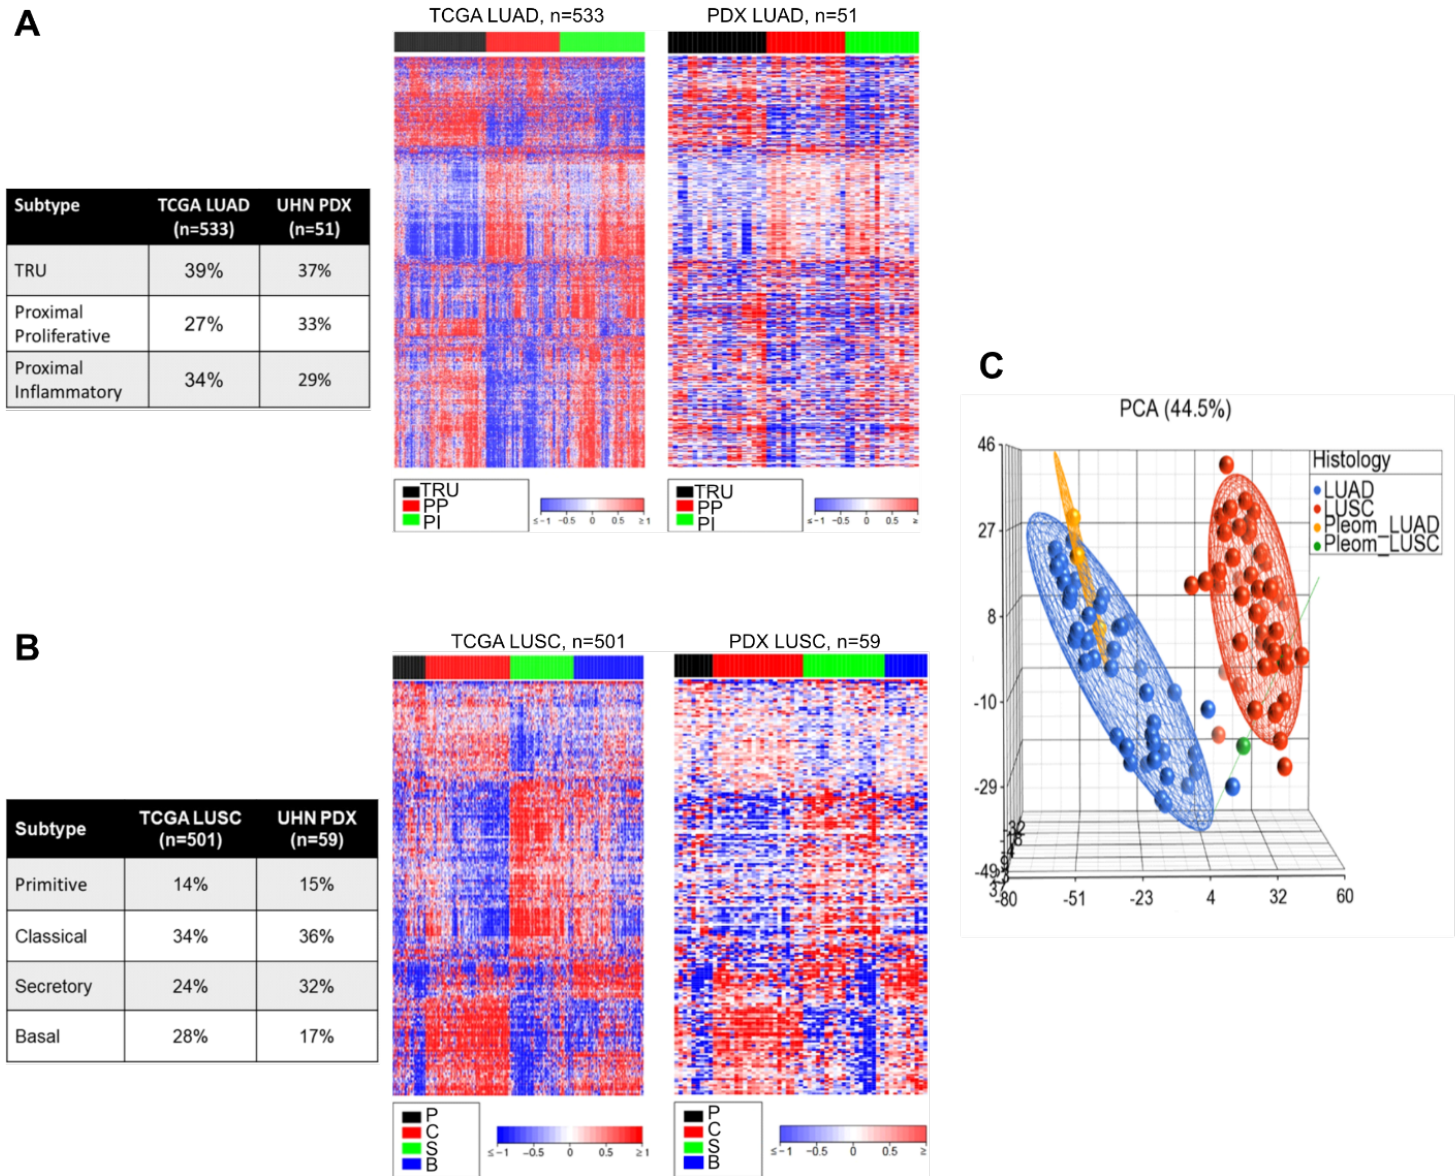 A
TCGA LUAD, n=533
PDX LUAD, n=51
Subtype TCGA LUAD (n=533) UHN PDX (n=51)
TRU 39% 37%
Proximal Proliferative 27% 33%
Proximal Inflammatory 34% 29%
TRU
PP
PI
≤-1 -0.5 0 0.5 ≥1
TRU
PP
PI
≤-1 -0.5 0 0.5 ≥
B
TCGA LUSC, n=501
PDX LUSC, n=59
Subtype TCGA LUSC (n=501) UHN PDX (n=59)
Primitive 14% 15%
Classical 34% 36%
Secretory 24% 32%
Basal 28% 17%
P
C
S
B
≤-1 -0.5 0 0.5 ≥1
P
C
S
B
≤-1 -0.5 0 0.5 ≥
C
PCA (44.5%)
Histology
LUAD
LUSC
Pleom_LUAD
Pleom_LUSC
46
27
8
-10
-29
-49
-80 -51 -23 4 32 60